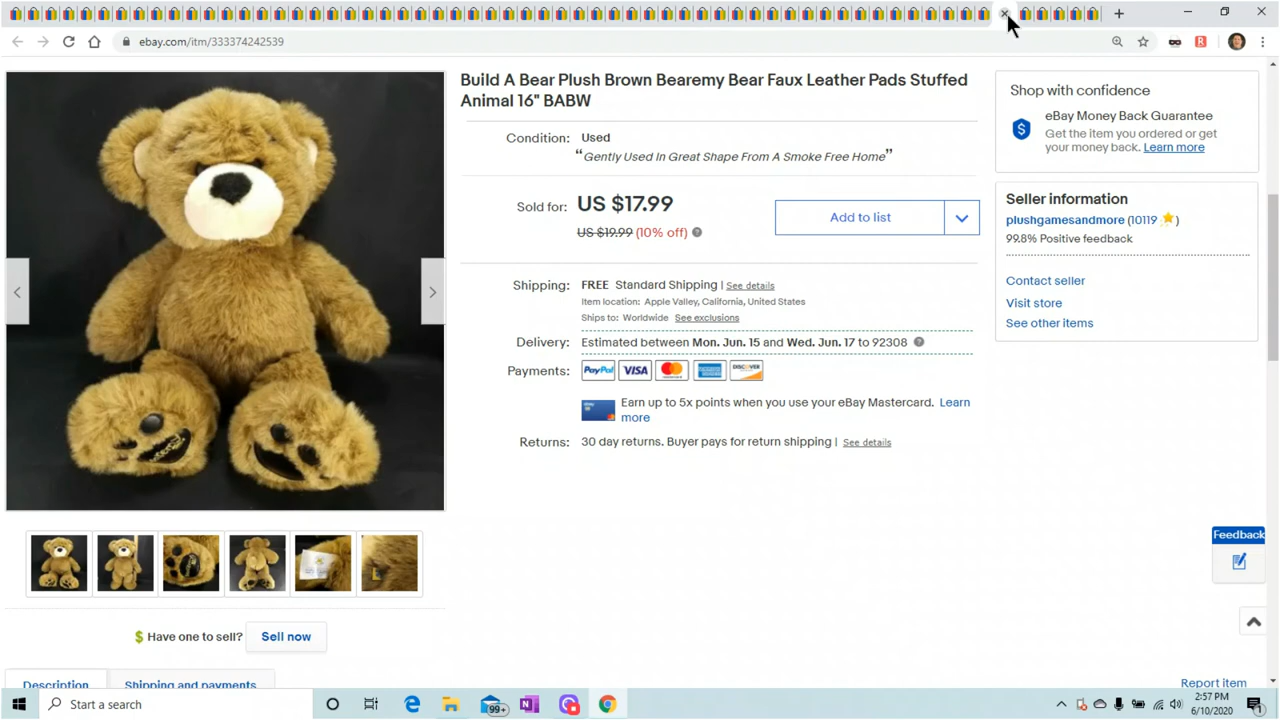 ebay.com/itm/333374242539
Build A Bear Plush Brown Bearemy Bear Faux Leather Pads Stuffed
Animal 16" BABW
Condition: Used
“Gently Used In Great Shape From A Smoke Free Home”
Sold for: US $17.99
US $19.99 (10% off)
Add to list
Shipping: FREE Standard Shipping | See details
Item location: Apple Valley, California, United States
Ships to: Worldwide See exclusions
Delivery: Estimated between Mon. Jun. 15 and Wed. Jun. 17 to 92308
Payments: PayPal VISA MasterCard DISCOVER
Earn up to 5x points when you use your eBay Mastercard. Learn
more
Returns: 30 day returns. Buyer pays for return shipping | See details
Shop with confidence
eBay Money Back Guarantee
Get the item you ordered or get
your money back. Learn more
Seller information
plushgamesandmore (10119 )
99.8% Positive feedback
Contact seller
Visit store
See other items
Feedback
Have one to sell? Sell now
Description
Shipping and payments
Report item
Type here to search